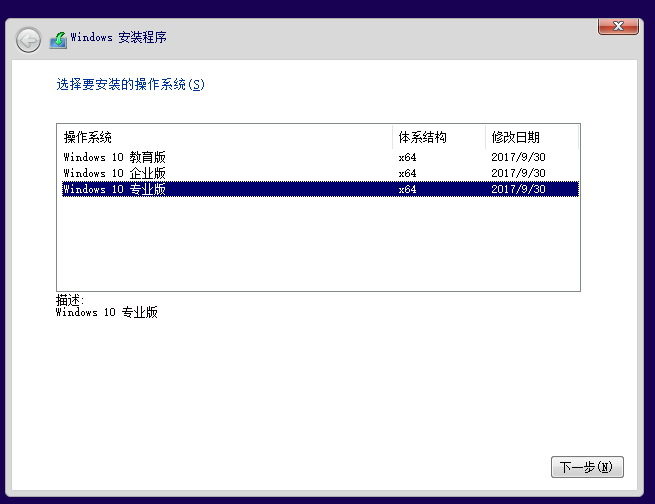 Windows 安装程序
选择要安装的操作系统(S)
操作系统 体系结构 修改日期
Windows 10 教育版 x64 2017/9/30
Windows 10 企业版 x64 2017/9/30
Windows 10 专业版 x64 2017/9/30
描述:
Windows 10 专业版
下一步(N)